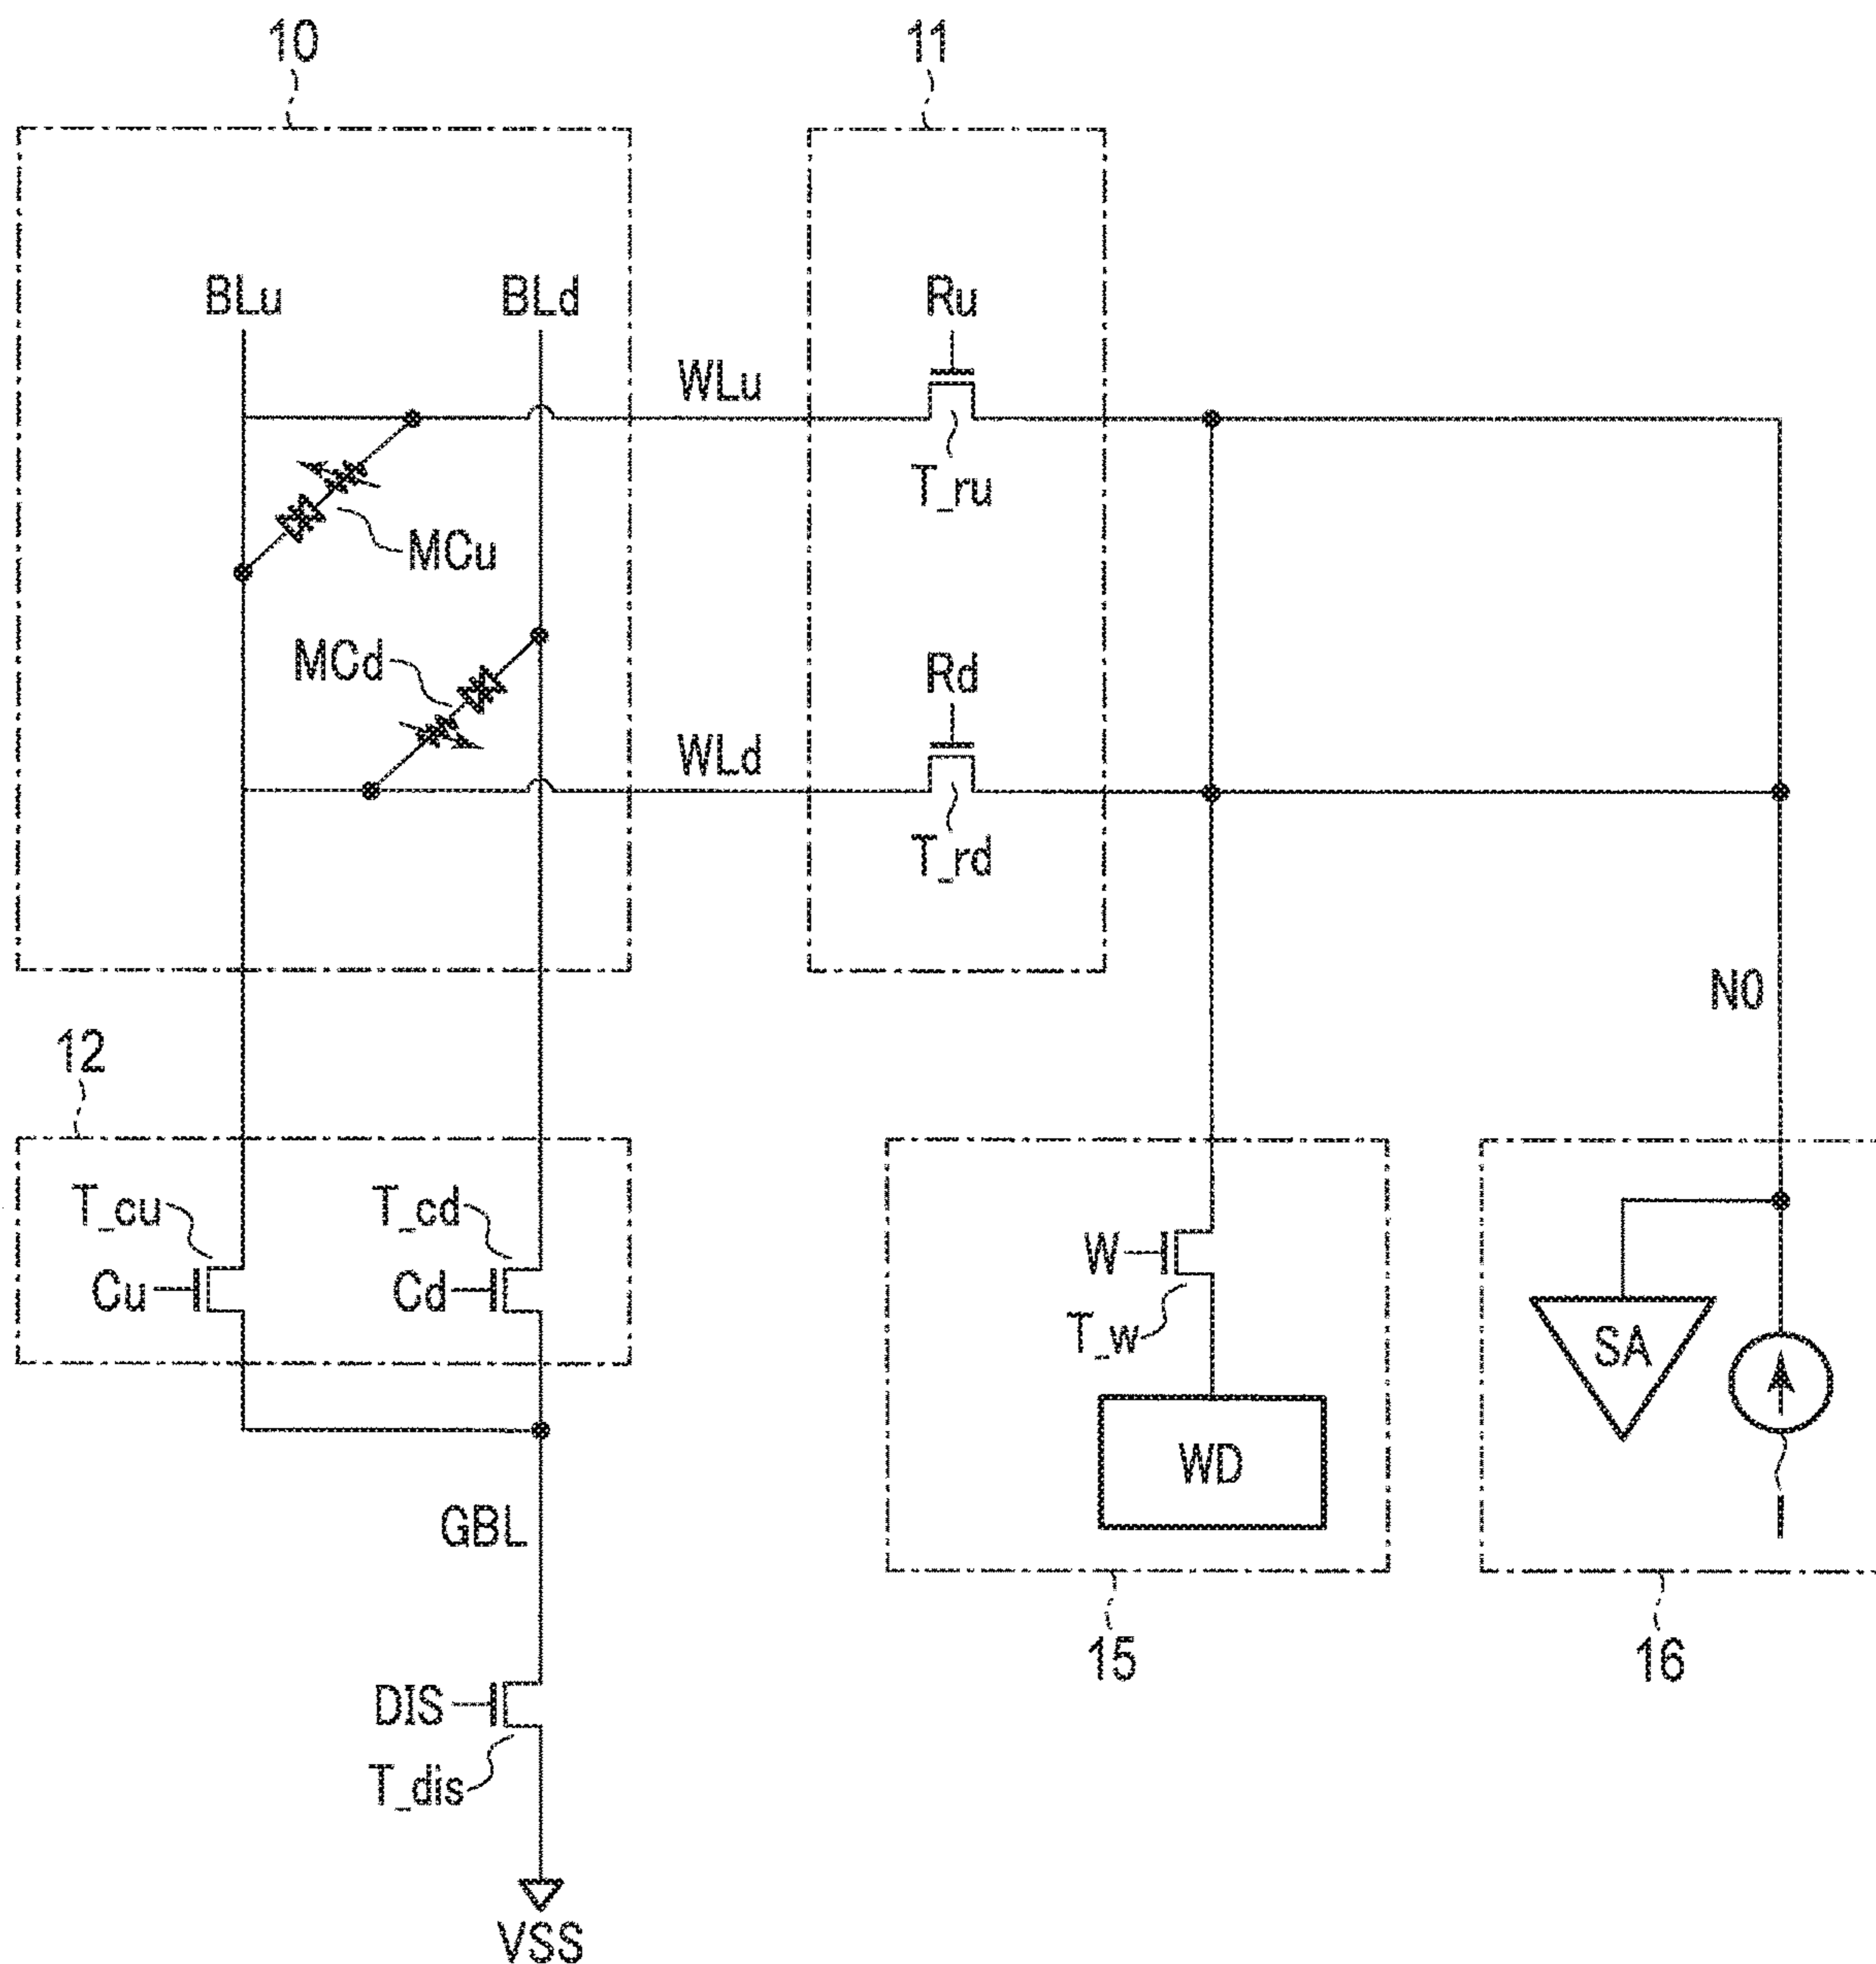 10
11
BLu
BLd
Ru
WLu
T_ru
MCu
MCd
Rd
WLd
T_rd
N0
12
T_cu
T_cd
Cu
Cd
W
T_w
SA
WD
GBL
15
16
DIS
T_dis
VSS